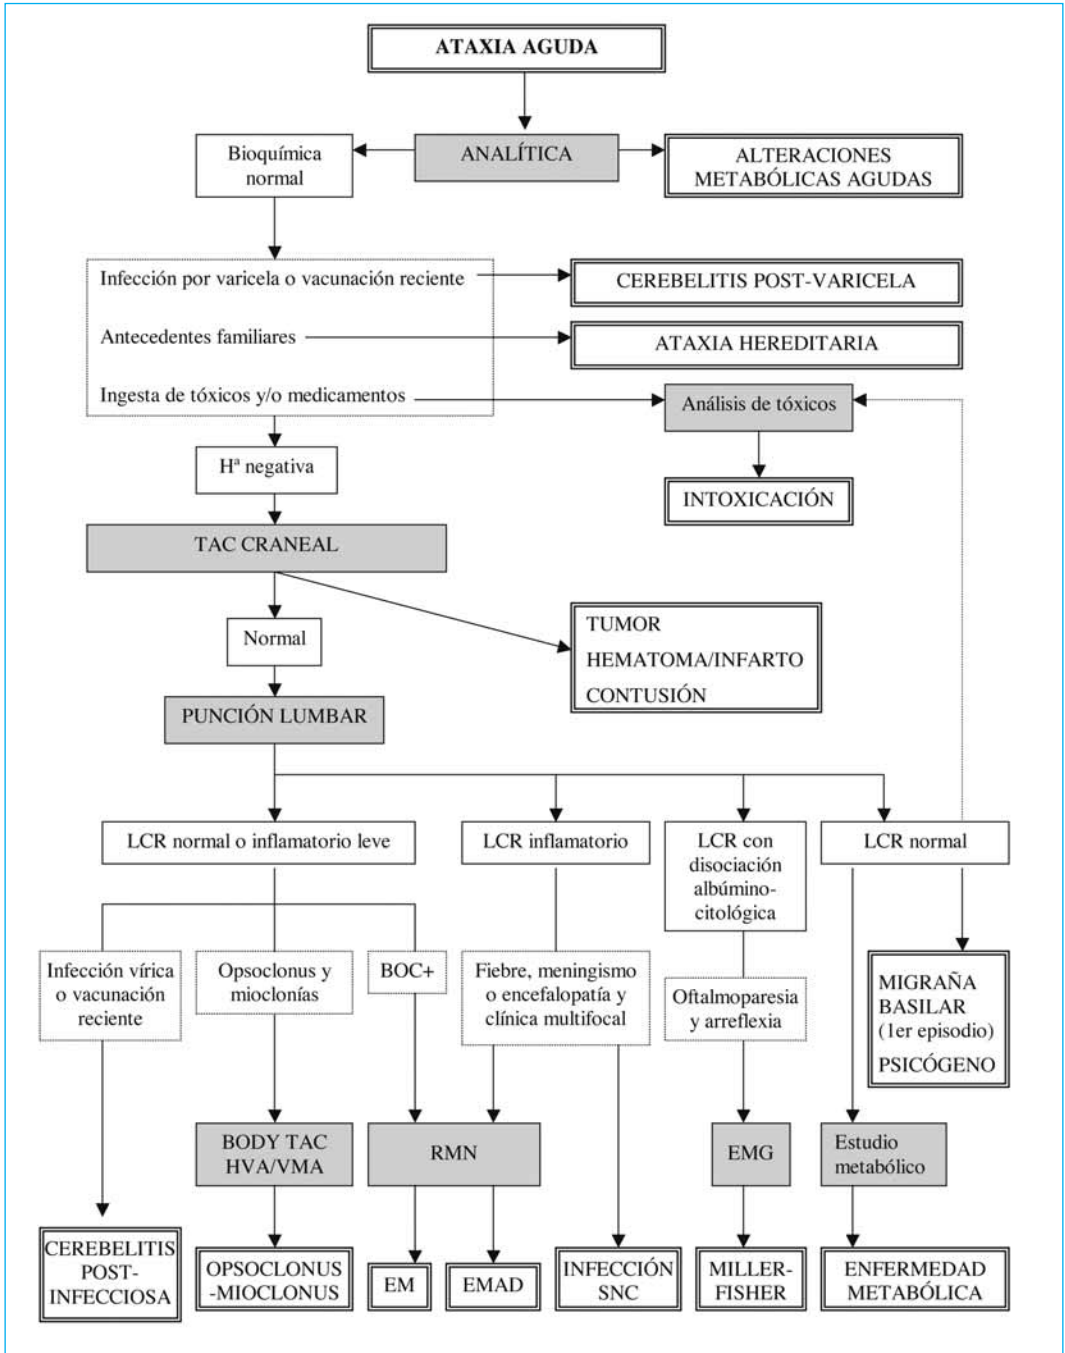 ATAXIA AGUDA
Bioquímica
normal
ANALÍTICA
ALTERACIONES
METABÓLICAS AGUDAS
Infección por varicela o vacunación reciente
CEREBELITIS POST-VARICELA
Antecedentes familiares
ATAXIA HEREDITARIA
Ingesta de tóxicos y/o medicamentos
Análisis de tóxicos
Hª negativa
INTOXICACIÓN
TAC CRANEAL
Normal
TUMOR
HEMATOMA/INFARTO
CONTUSIÓN
PUNCIÓN LUMBAR
LCR normal o inflamatorio leve
LCR inflamatorio
LCR con
disociación
albúmino-
citológica
LCR normal
Infección vírica
o vacunación
reciente
Opsoclonus y
mioclonías
BOC+
Fiebre, meningismo
o encefalopatía y
clínica multifocal
Oftalmoparesia
y arreflexia
MIGRAÑA
BASILAR
(1er episodio)
PSICÓGENO
BODY TAC
HVA/VMA
RMN
EMG
Estudio
metabólico
CEREBELITIS
POST-
INFECCIOSA
OPSOCLONUS
-MIOCLONUS
EM
EMAD
INFECCIÓN
SNC
MILLER-
FISHER
ENFERMEDAD
METABÓLICA